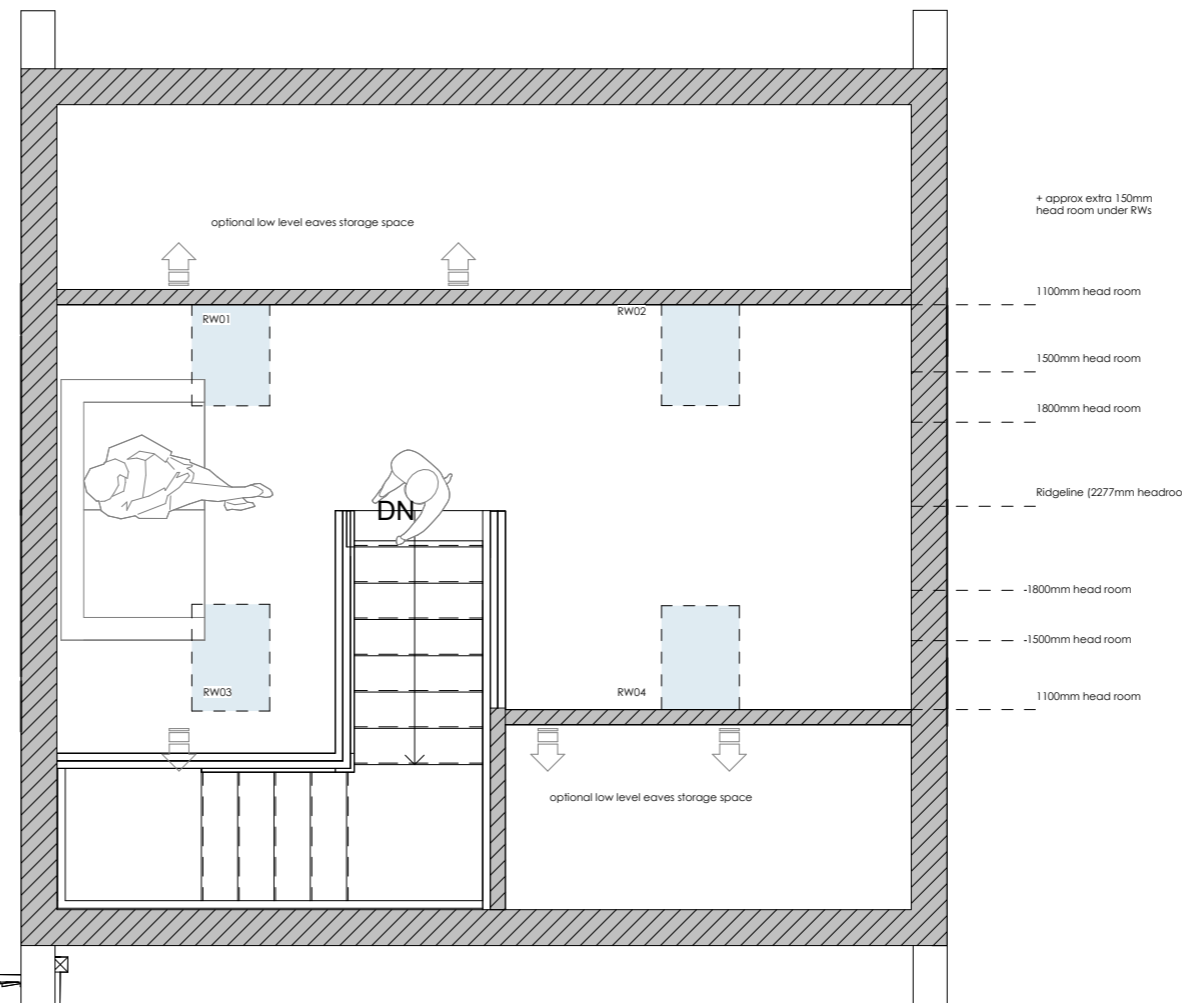 + approx extra 150mm
head room under RWs
optional low level eaves storage space
1100mm head room
RW01
RW02
1500mm head room
1800mm head room
Ridgeline (2277mm headroo
DN
-1800mm head room
-1500mm head room
RW03
RW04
1100mm head room
optional low level eaves storage space